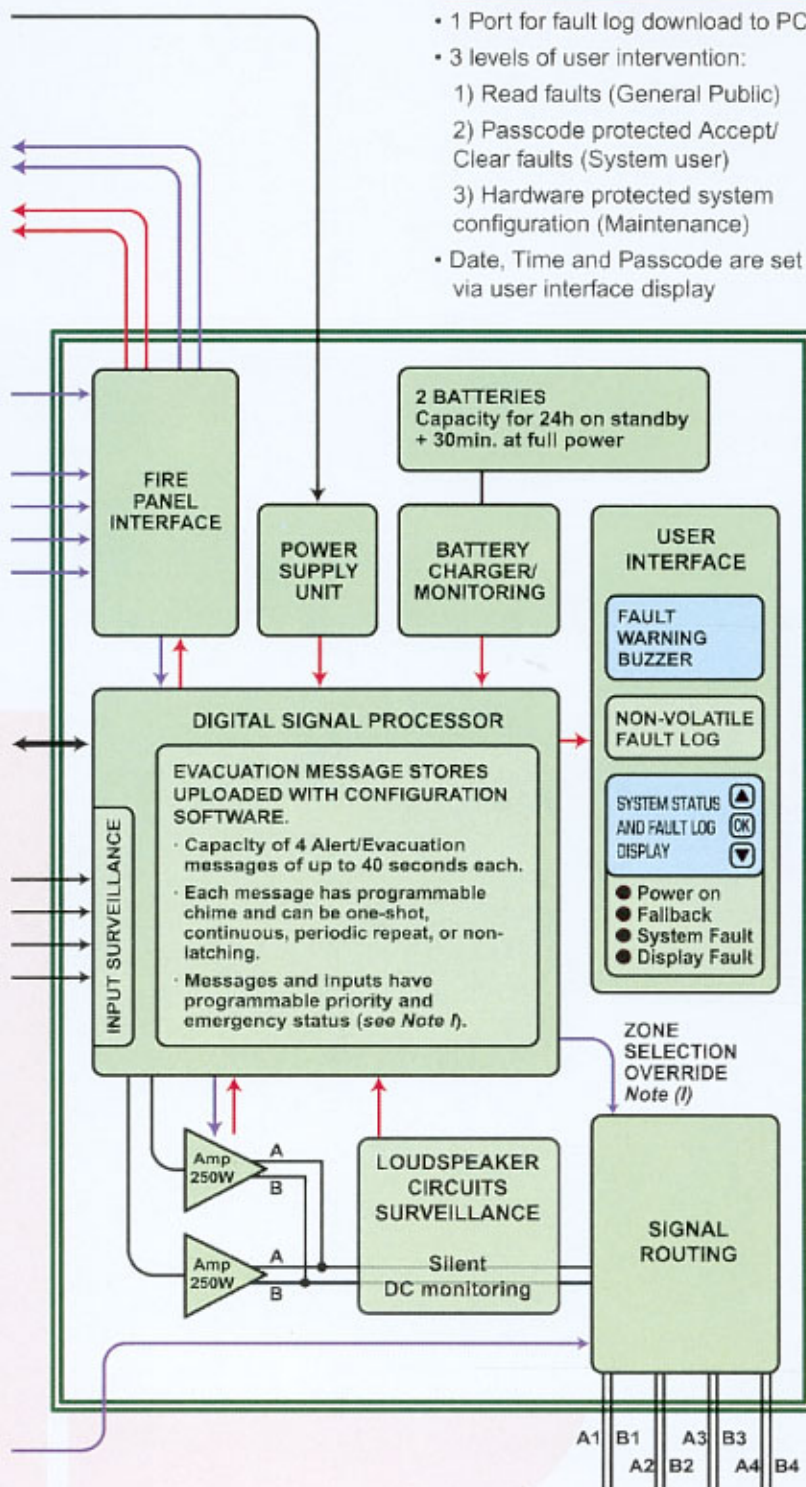 • 1 Port for fault log download to PC
• 3 levels of user intervention:
1) Read faults (General Public)
2) Passcode protected Accept/
Clear faults (System user)
3) Hardware protected system
configuration (Maintenance)
• Date, Time and Passcode are set
via user interface display
FIRE
PANEL
INTERFACE
2 BATTERIES
Capacity for 24h on standby
+ 30min. at full power
POWER
SUPPLY
UNIT
BATTERY
CHARGER/
MONITORING
USER
INTERFACE
FAULT
WARNING
BUZZER
NON-VOLATILE
FAULT LOG
SYSTEM STATUS
AND FAULT LOG
DISPLAY
OK
● Power on
● Fallback
● System Fault
● Display Fault
DIGITAL SIGNAL PROCESSOR
INPUT SURVEILLANCE
EVACUATION MESSAGE STORES
UPLOADED WITH CONFIGURATION
SOFTWARE.
· Capacity of 4 Alert/Evacuation
messages of up to 40 seconds each.
· Each message has programmable
chime and can be one-shot,
continuous, periodic repeat, or non-
latching.
· Messages and inputs have
programmable priority and
emergency status (see Note I).
ZONE
SELECTION
OVERRIDE
Note (I)
Amp
250W
A
B
Amp
250W
A
B
LOUDSPEAKER
CIRCUITS
SURVEILLANCE
Silent
DC monitoring
SIGNAL
ROUTING
A1 B1 A3 B3
A2 B2 A4 B4